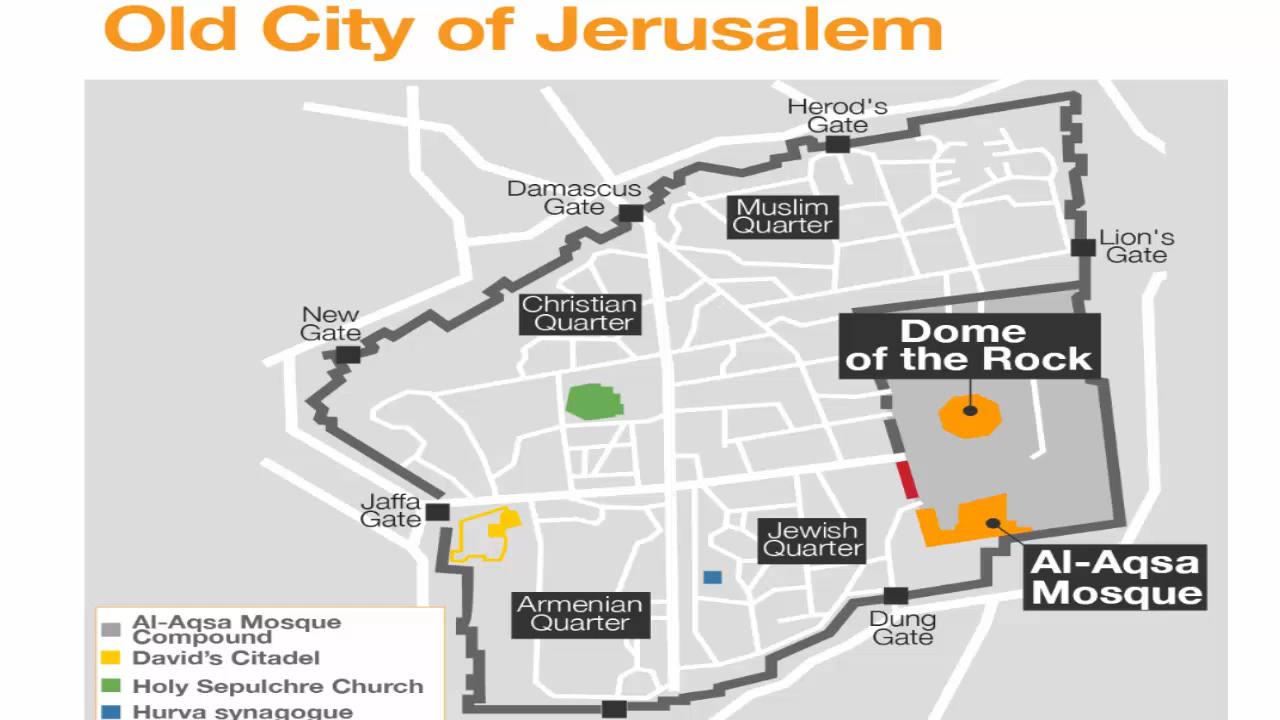 Old City of Jerusalem
Herod's
Gate
Damascus
Gate
Muslim
Quarter
Lion's
Gate
Christian
Quarter
New
Gate
Dome
of the Rock
Jaffa
Gate
Jewish
Quarter
Al-Aqsa
Mosque
Armenian
Quarter
Dung
Gate
Al-Aqsa Mosque
Compound
David's Citadel
Holy Sepulchre Church
Hurva synagogue